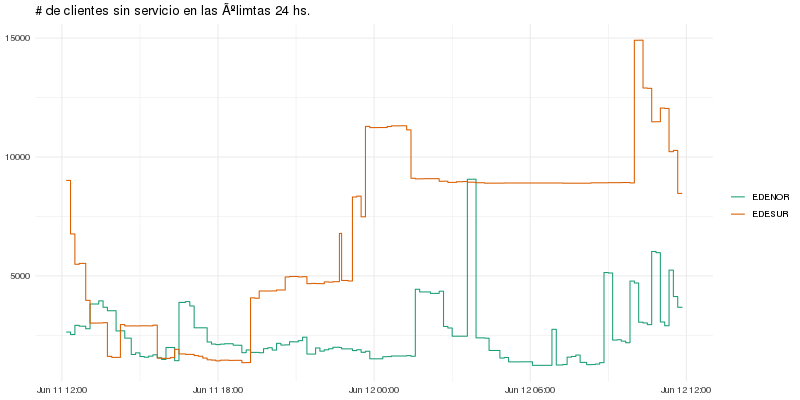 # de clientes sin servicio en las Ãºlimtas 24 hs.
15000
10000
5000
EDENOR
EDESUR
Jun 11 12:00
Jun 11 18:00
Jun 12 00:00
Jun 12 06:00
Jun 12 12:00